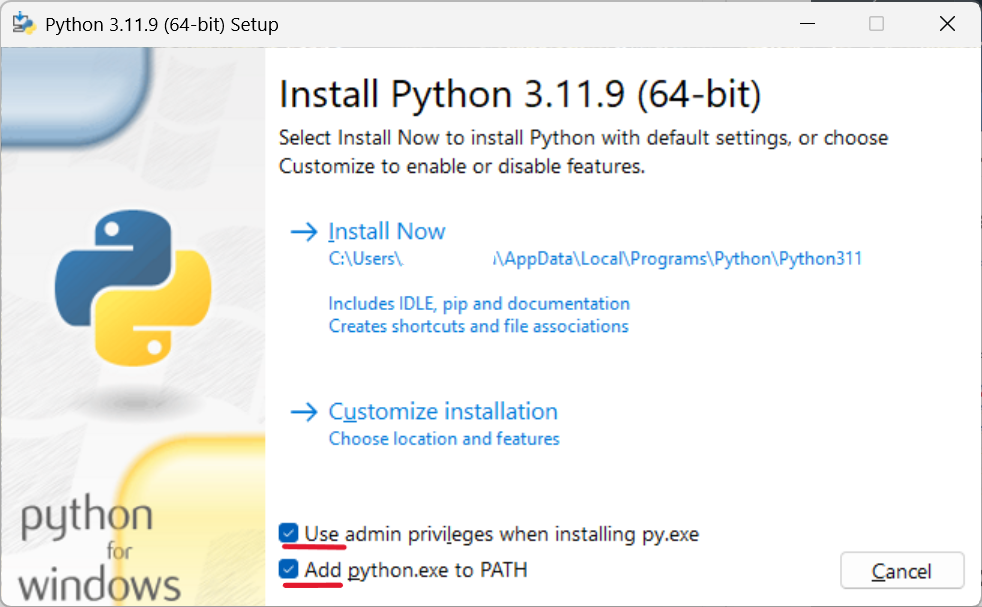 Python 3.11.9 (64-bit) Setup
Install Python 3.11.9 (64-bit)
Select Install Now to install Python with default settings, or choose
Customize to enable or disable features.
Install Now
C:\Users\ \AppData\Local\Programs\Python\Python311
Includes IDLE, pip and documentation
Creates shortcuts and file associations
Customize installation
Choose location and features
Use admin privileges when installing py.exe
Add python.exe to PATH
Cancel
python
for
windows